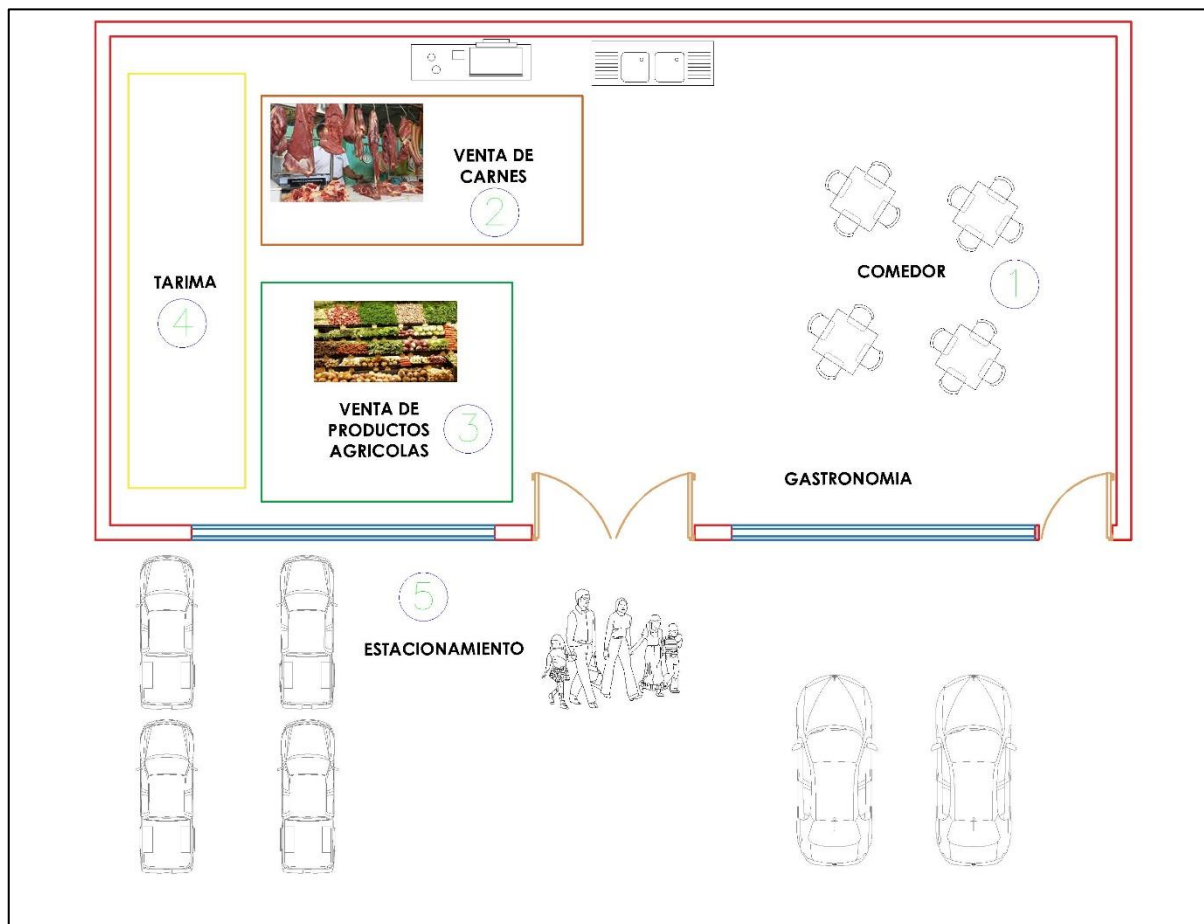 VENTA DE
CARNES
2
TARIMA
4
COMEDOR
1
VENTA DE
PRODUCTOS
AGRICOLAS
3
GASTRONOMIA
5
ESTACIONAMIENTO